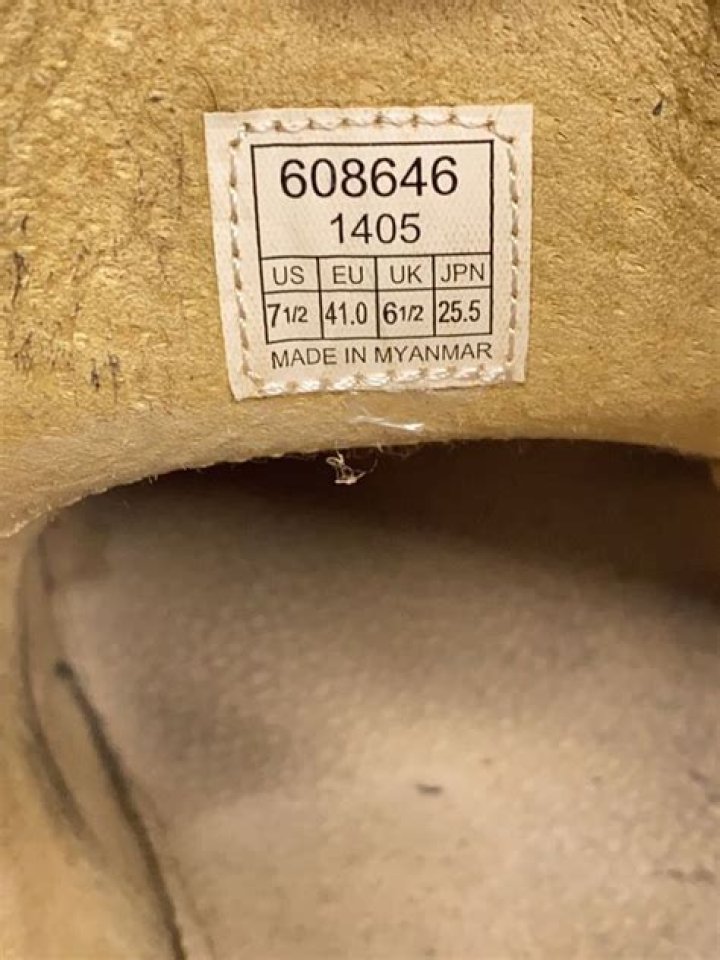 608646
1405
US EU UK JPN
7 1/2 41.0 6 1/2 25.5
MADE IN MYANMAR